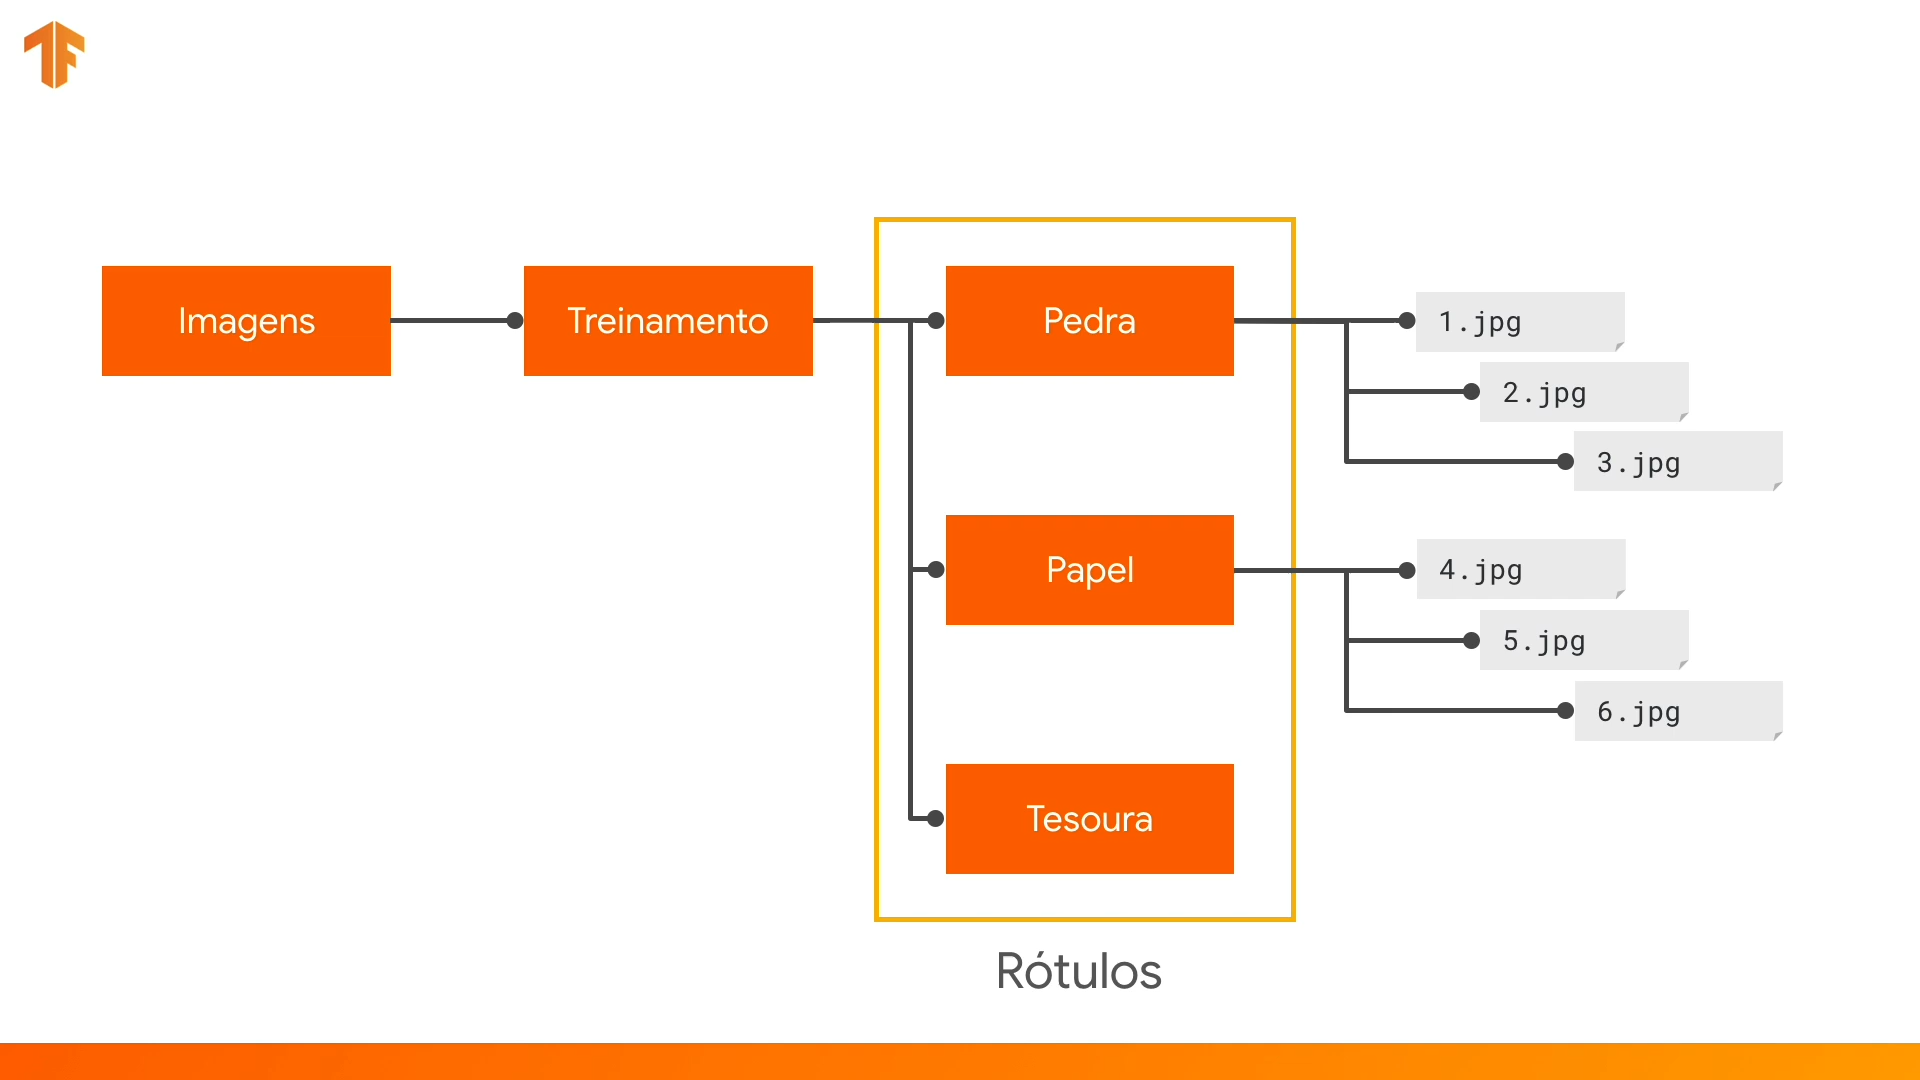 Imagens
Treinamento
Pedra
1.jpg
2.jpg
3.jpg
Papel
4.jpg
5.jpg
6.jpg
Tesoura
Rótulos